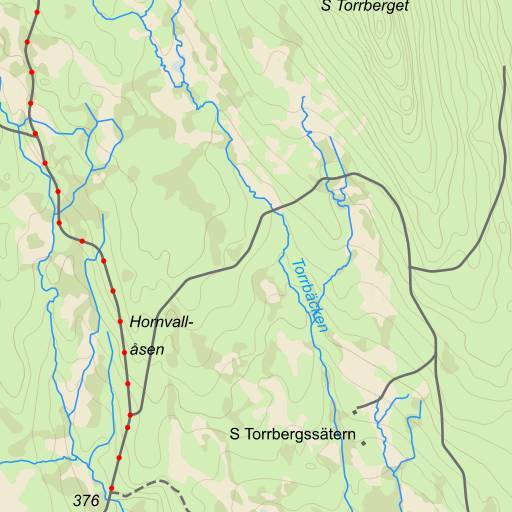 S Torrberget
Torrbäcken
Hornvall-
åsen
S Torrbergssätern
376